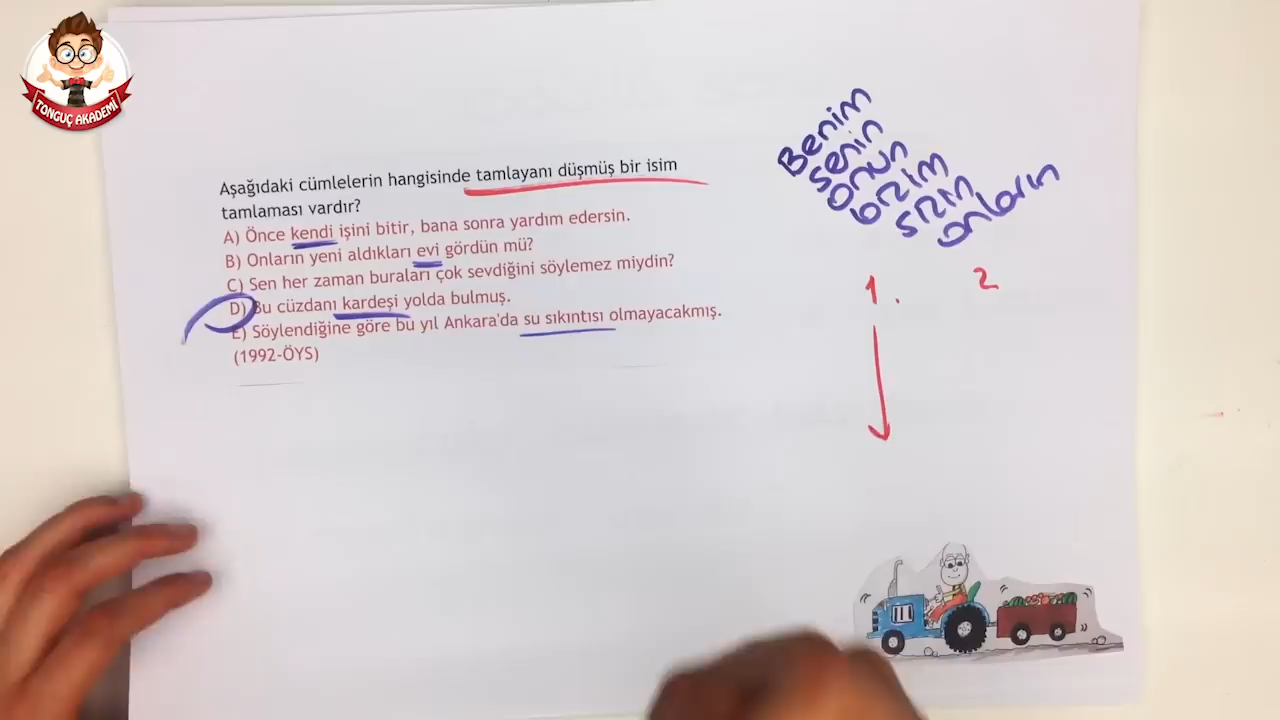 TONGUÇ AKADEMİ
Aşağıdaki cümlelerin hangisinde tamlayanı düşmüş bir isim
tamlaması vardır?
A) Önce kendi işini bitir, bana sonra yardım edersin.
B) Onların yeni aldıkları evi gördün mü?
C) Sen her zaman buraları çok sevdiğini söylemez miydin?
D) Bu cüzdanı kardeşi yolda bulmuş.
E) Söylendiğine göre bu yıl Ankara'da su sıkıntısı olmayacakmış.
(1992-ÖYS)
Benim
senin
onun
bizim
sizin
onların
1. 2